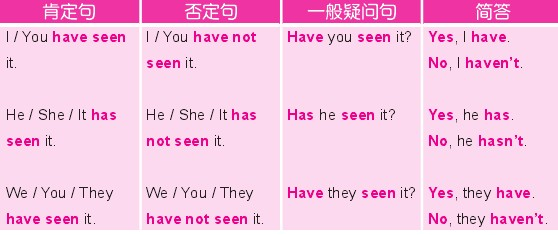 肯定句 否定句 一般疑问句 简答
I / You have seen it.
I / You have not seen it.
Have you seen it?
Yes, I have.
No, I haven't.
He / She / It has seen it.
He / She / It has not seen it.
Has he seen it?
Yes, he has.
No, he hasn't.
We / You / They have seen it.
We / You / They have not seen it.
Have they seen it?
Yes, they have.
No, they haven't.